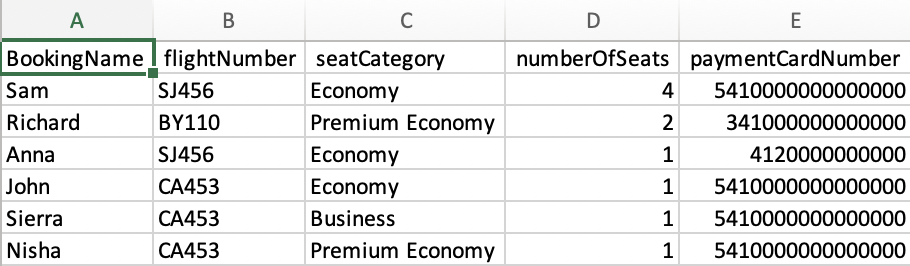 A B C D E
BookingName flightNumber seatCategory numberOfSeats paymentCardNumber
Sam SJ456 Economy 4 5410000000000000
Richard BY110 Premium Economy 2 341000000000000
Anna SJ456 Economy 1 4120000000000
John CA453 Economy 1 5410000000000000
Sierra CA453 Business 1 5410000000000000
Nisha CA453 Premium Economy 1 5410000000000000